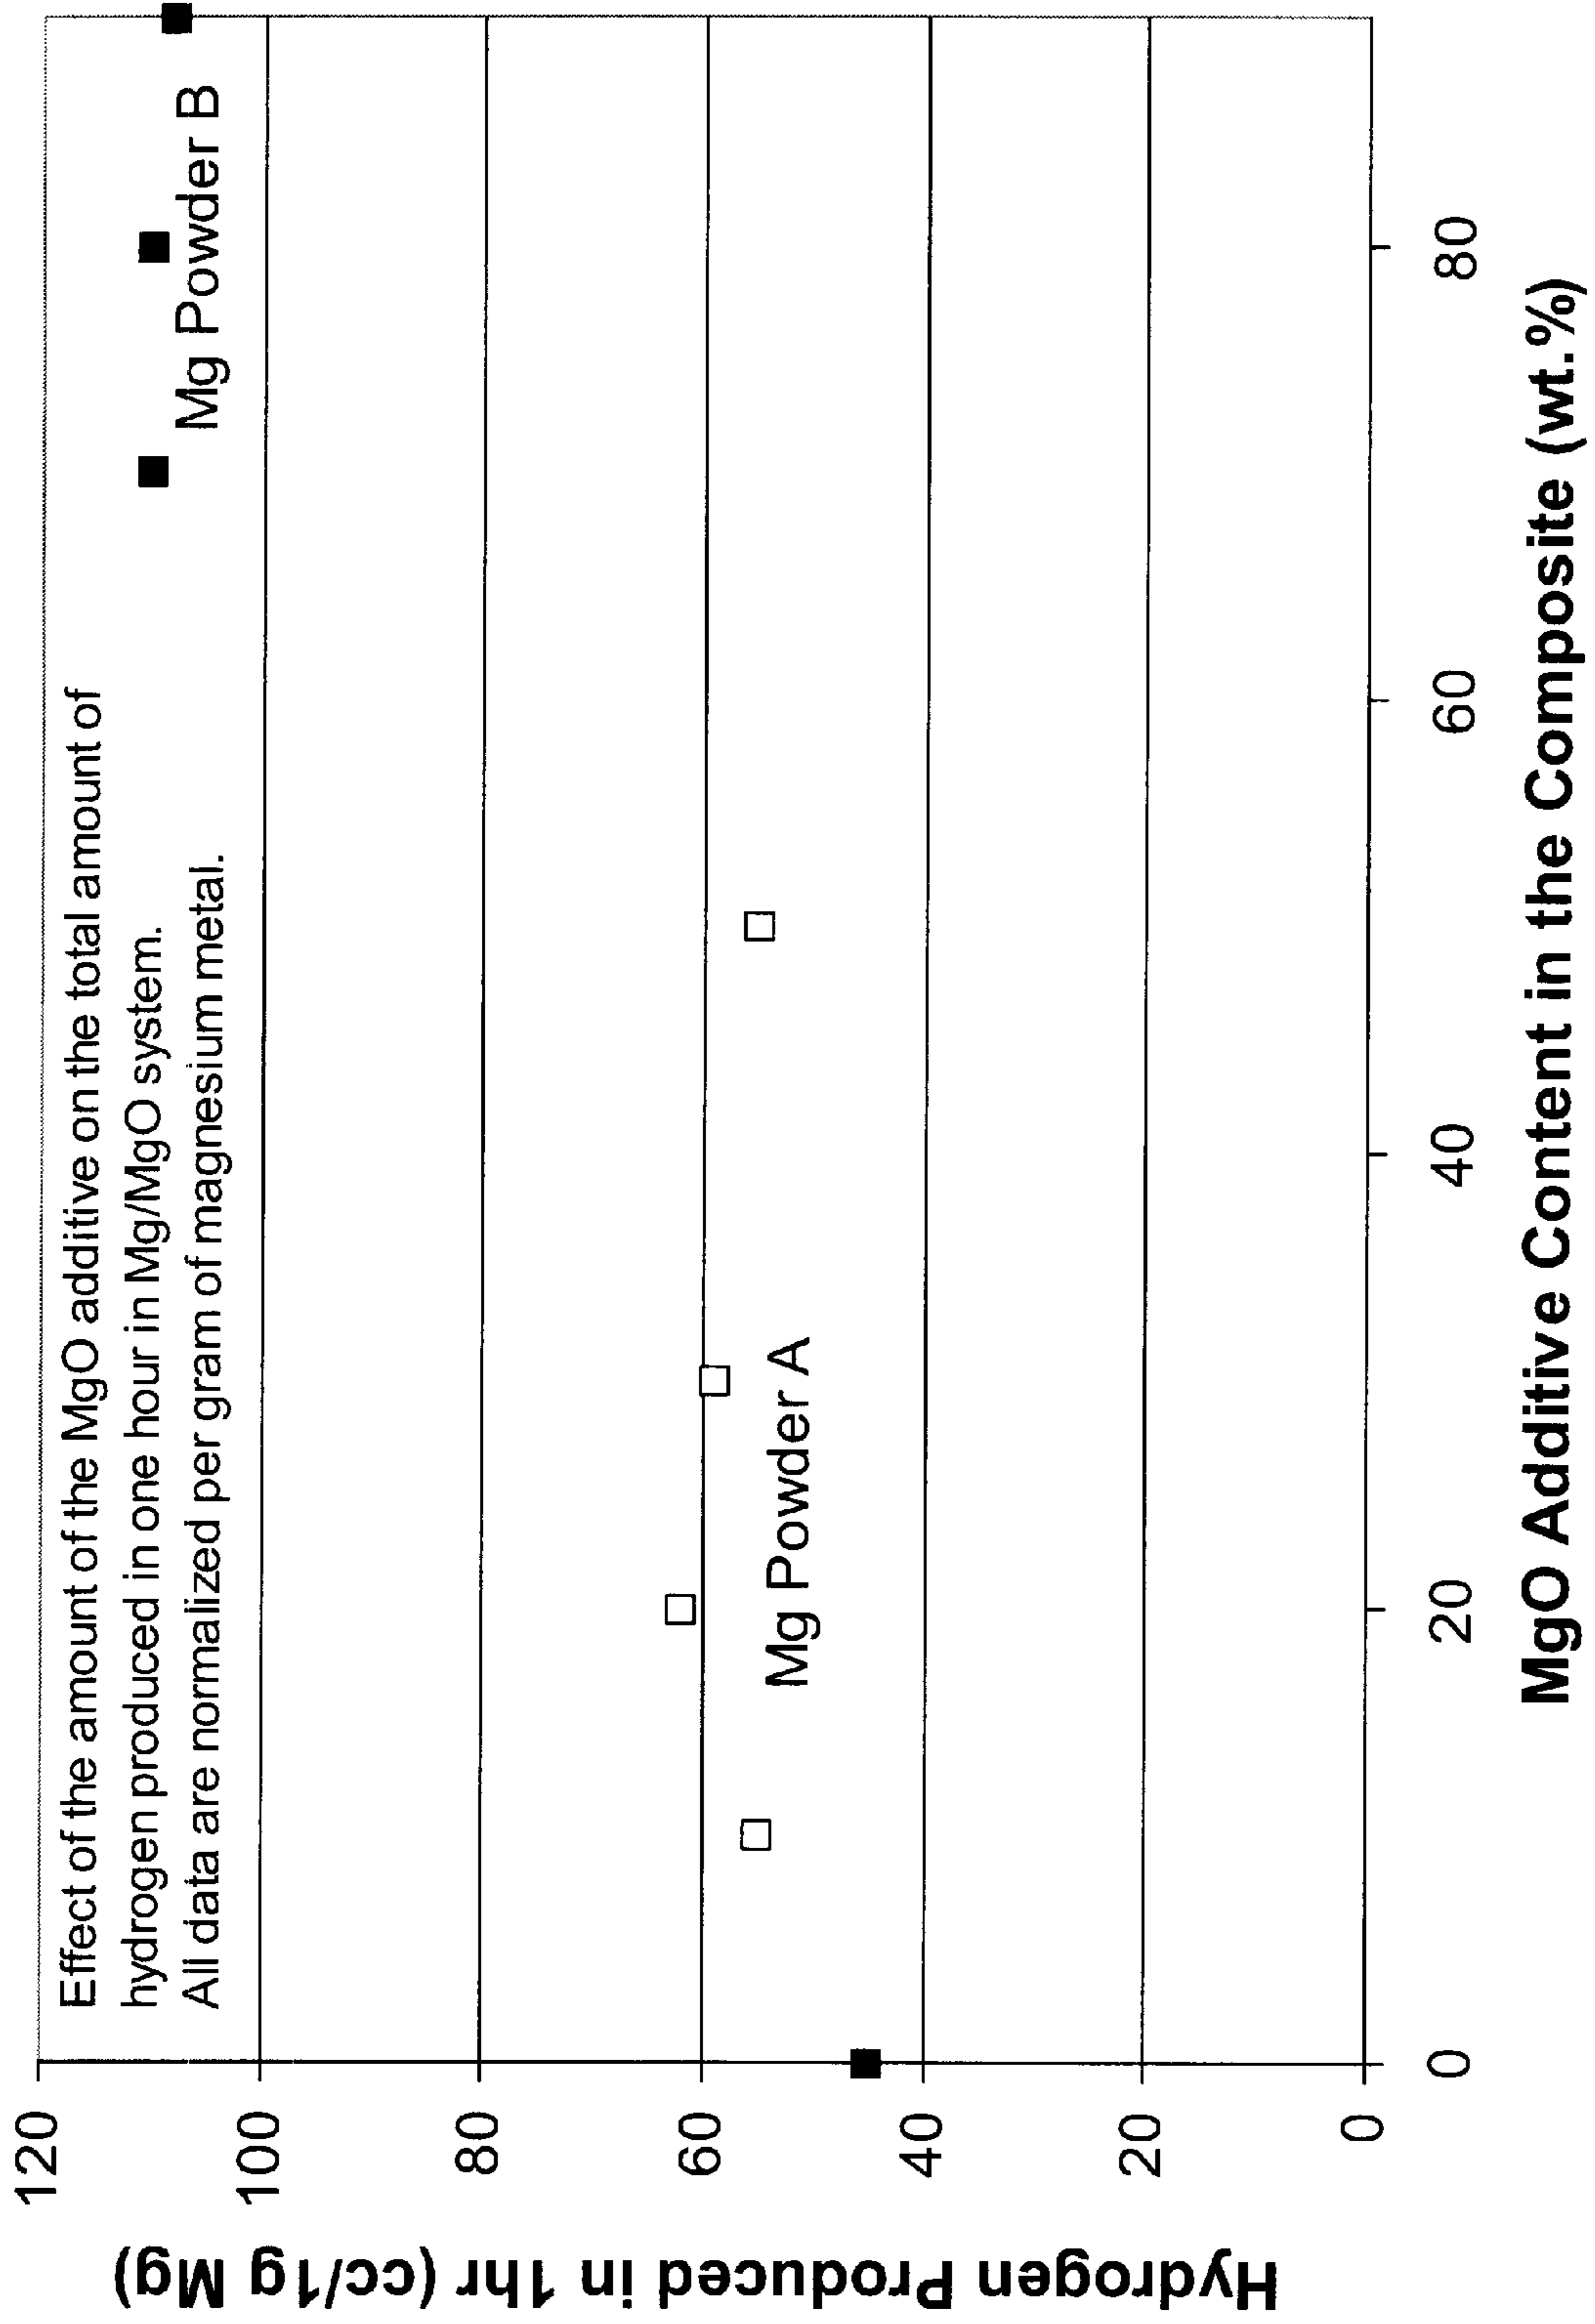 Effect of the amount of the MgO additive on the total amount of
hydrogen produced in one hour in Mg/MgO system.
All data are normalized per gram of magnesium metal.
Mg Powder B
Mg Powder A
Hydrogen Produced in 1hr (cc/1g Mg)
120
100
80
60
40
20
0
0
20
40
60
80
MgO Additive Content in the Composite (wt.%)